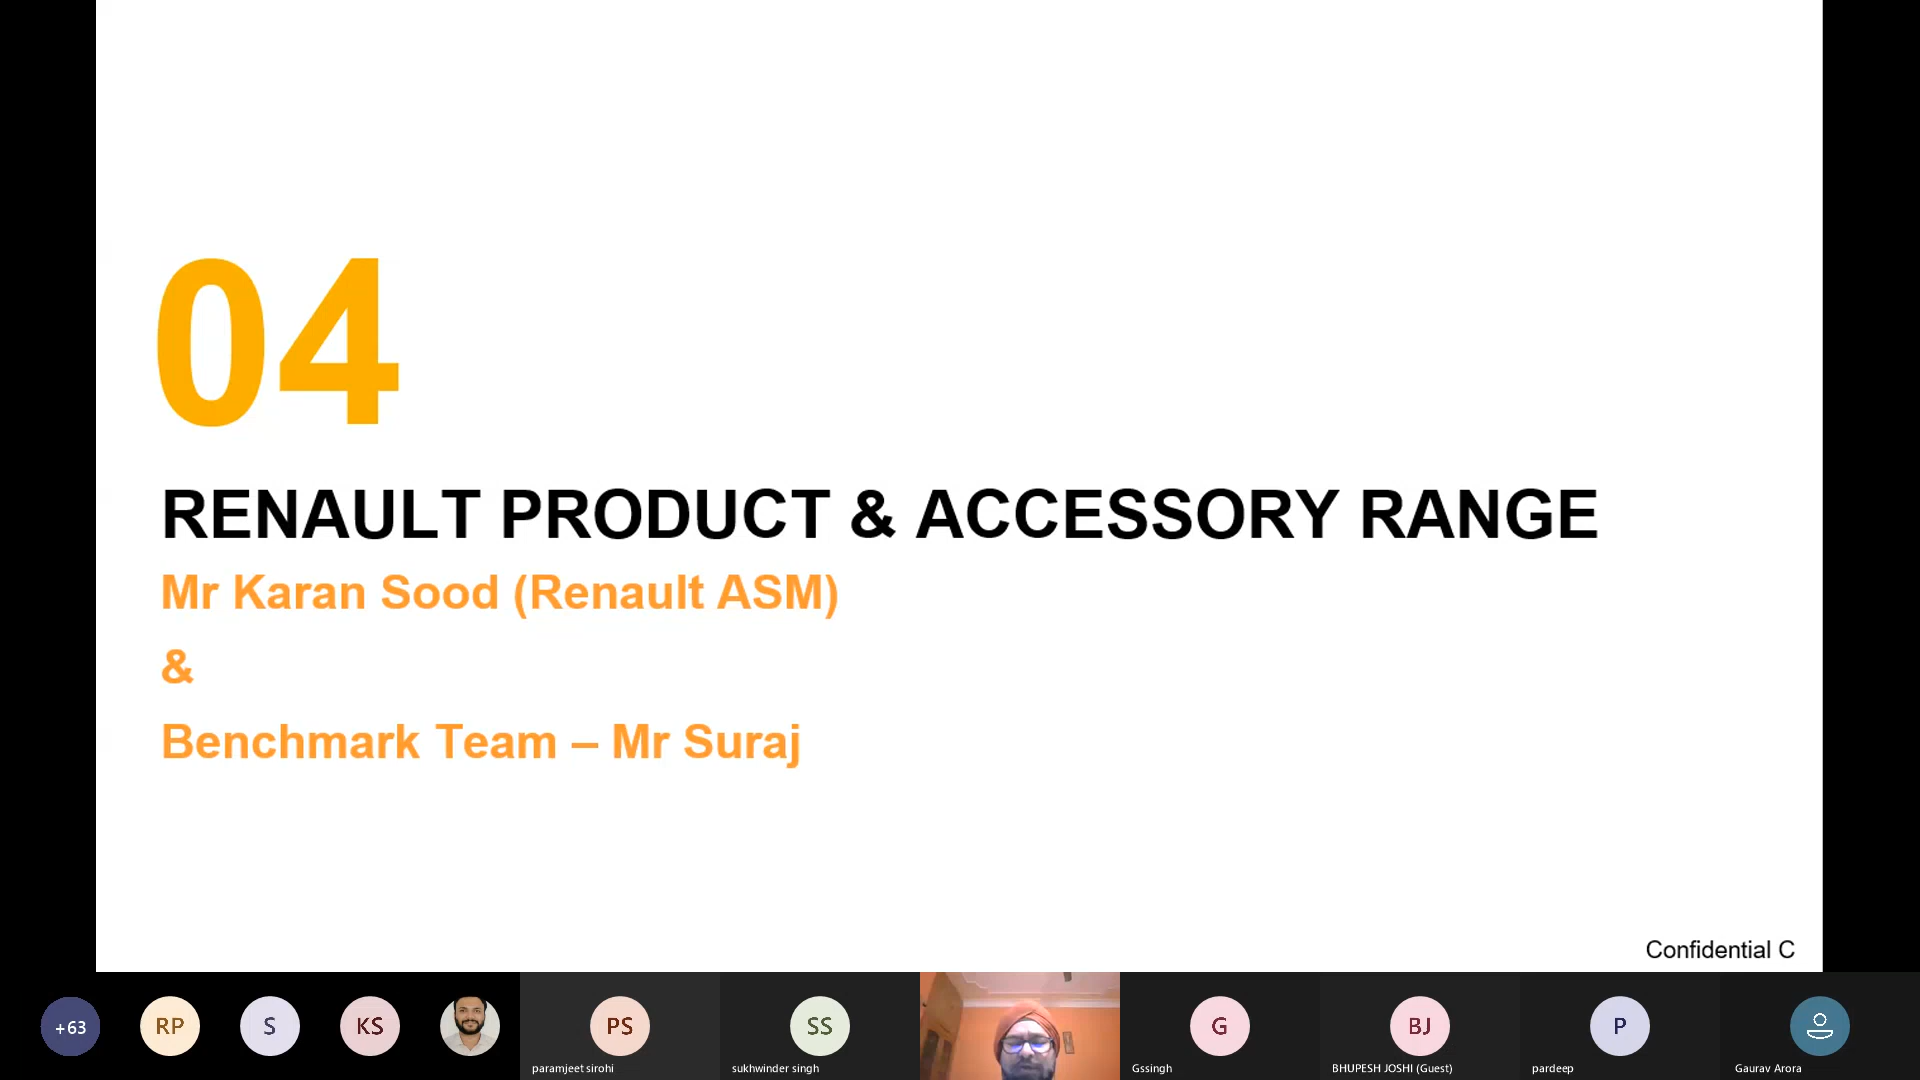 04
RENAULT PRODUCT & ACCESSORY RANGE
Mr Karan Sood (Renault ASM)
&
Benchmark Team – Mr Suraj
Confidential C
+63
RP
S
KS
PS
SS
G
BJ
P
paramjeet sirohi
sukhwinder singh
Gssingh
BHUPESH JOSHI (Guest)
pardeep
Gaurav Arora